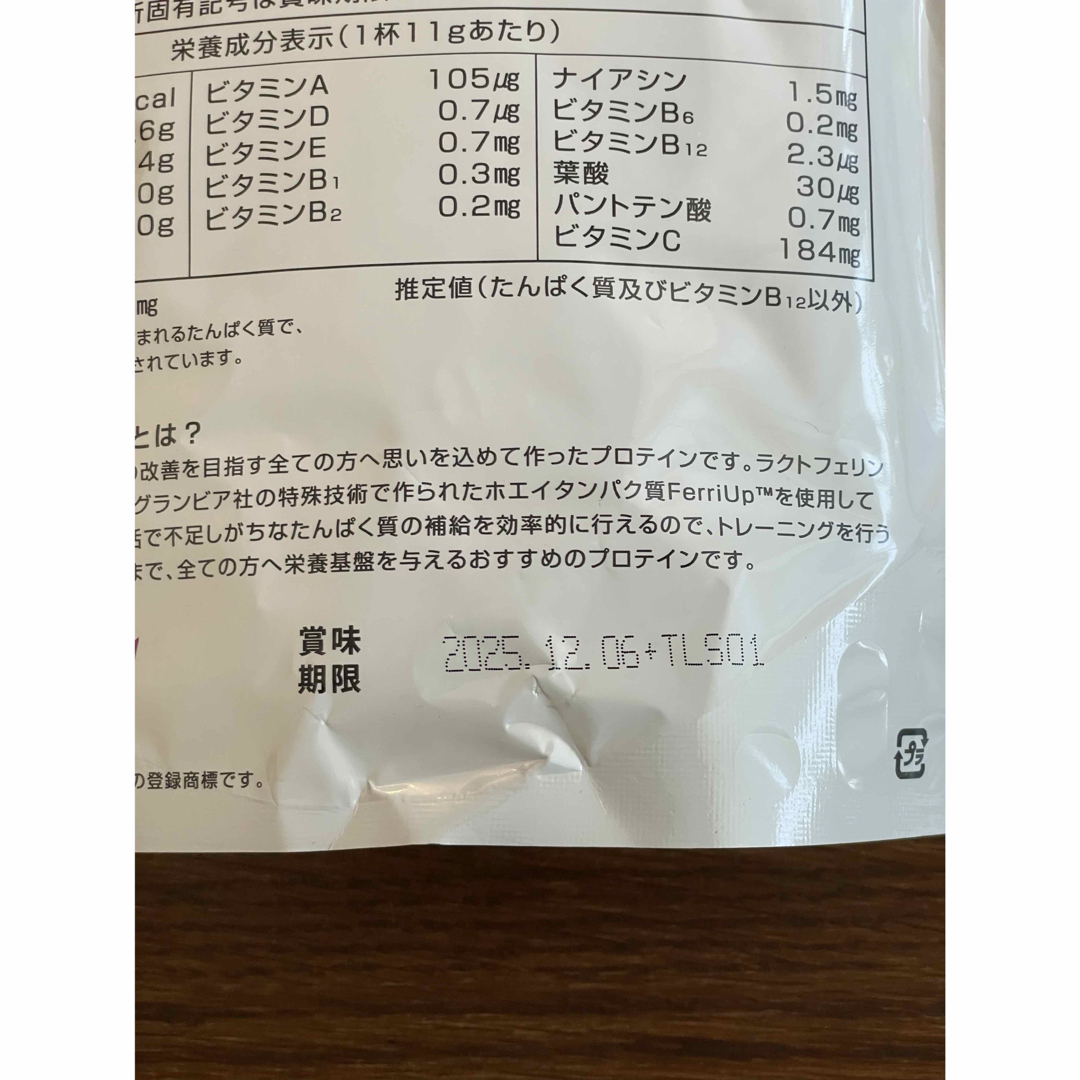 所固有記号は賞味期限
栄養成分表示(1杯11gあたり)
cal
.6g
4g
0g
0g
ビタミンA 105μg
ビタミンD 0.7μg
ビタミンE 0.7mg
ビタミンB1 0.3mg
ビタミンB2 0.2mg
ナイアシン 1.5mg
ビタミンB6 0.2mg
ビタミンB12 2.3μg
葉酸 30μg
パントテン酸 0.7mg
ビタミンC 184mg
推定値(たんぱく質及びビタミンB12以外)
mg
まれるたんぱく質で、
されています。
とは?
改善を目指す全ての方へ思いを込めて作ったプロテインです。ラクトフェリン
グランビア社の特殊技術で作られたホエイタンパク質FerriUp™を使用して
活で不足しがちなたんぱく質の補給を効率的に行えるので、トレーニングを行う
まで、全ての方へ栄養基盤を与えるおすすめのプロテインです。
賞味
期限
2025.12.06+TLS01
プラ
の登録商標です。